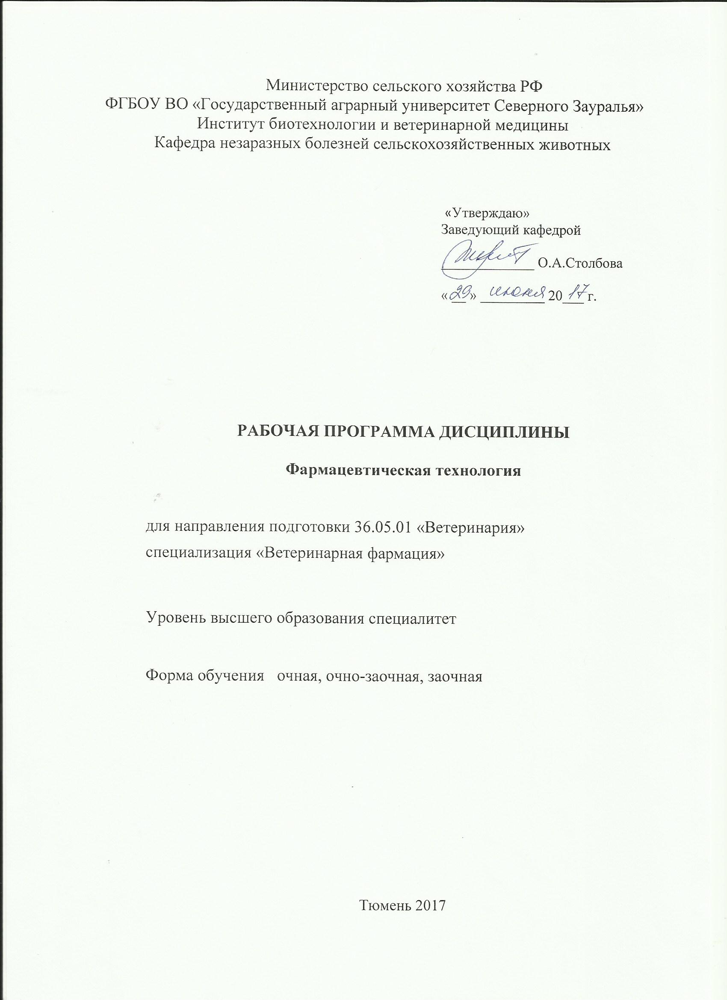 Министерство сельского хозяйства РФ
ФГБОУ ВО «Государственный аграрный университет Северного Зауралья»
Институт биотехнологии и ветеринарной медицины
Кафедра незаразных болезней сельскохозяйственных животных
«Утверждаю»
Заведующий кафедрой
О.А.Столбова
«29» июня 2017 г.
РАБОЧАЯ ПРОГРАММА ДИСЦИПЛИНЫ
Фармацевтическая технология
для направления подготовки 36.05.01 «Ветеринария»
специализация «Ветеринарная фармация»
Уровень высшего образования специалитет
Форма обучения очная, очно-заочная, заочная
Тюмень 2017